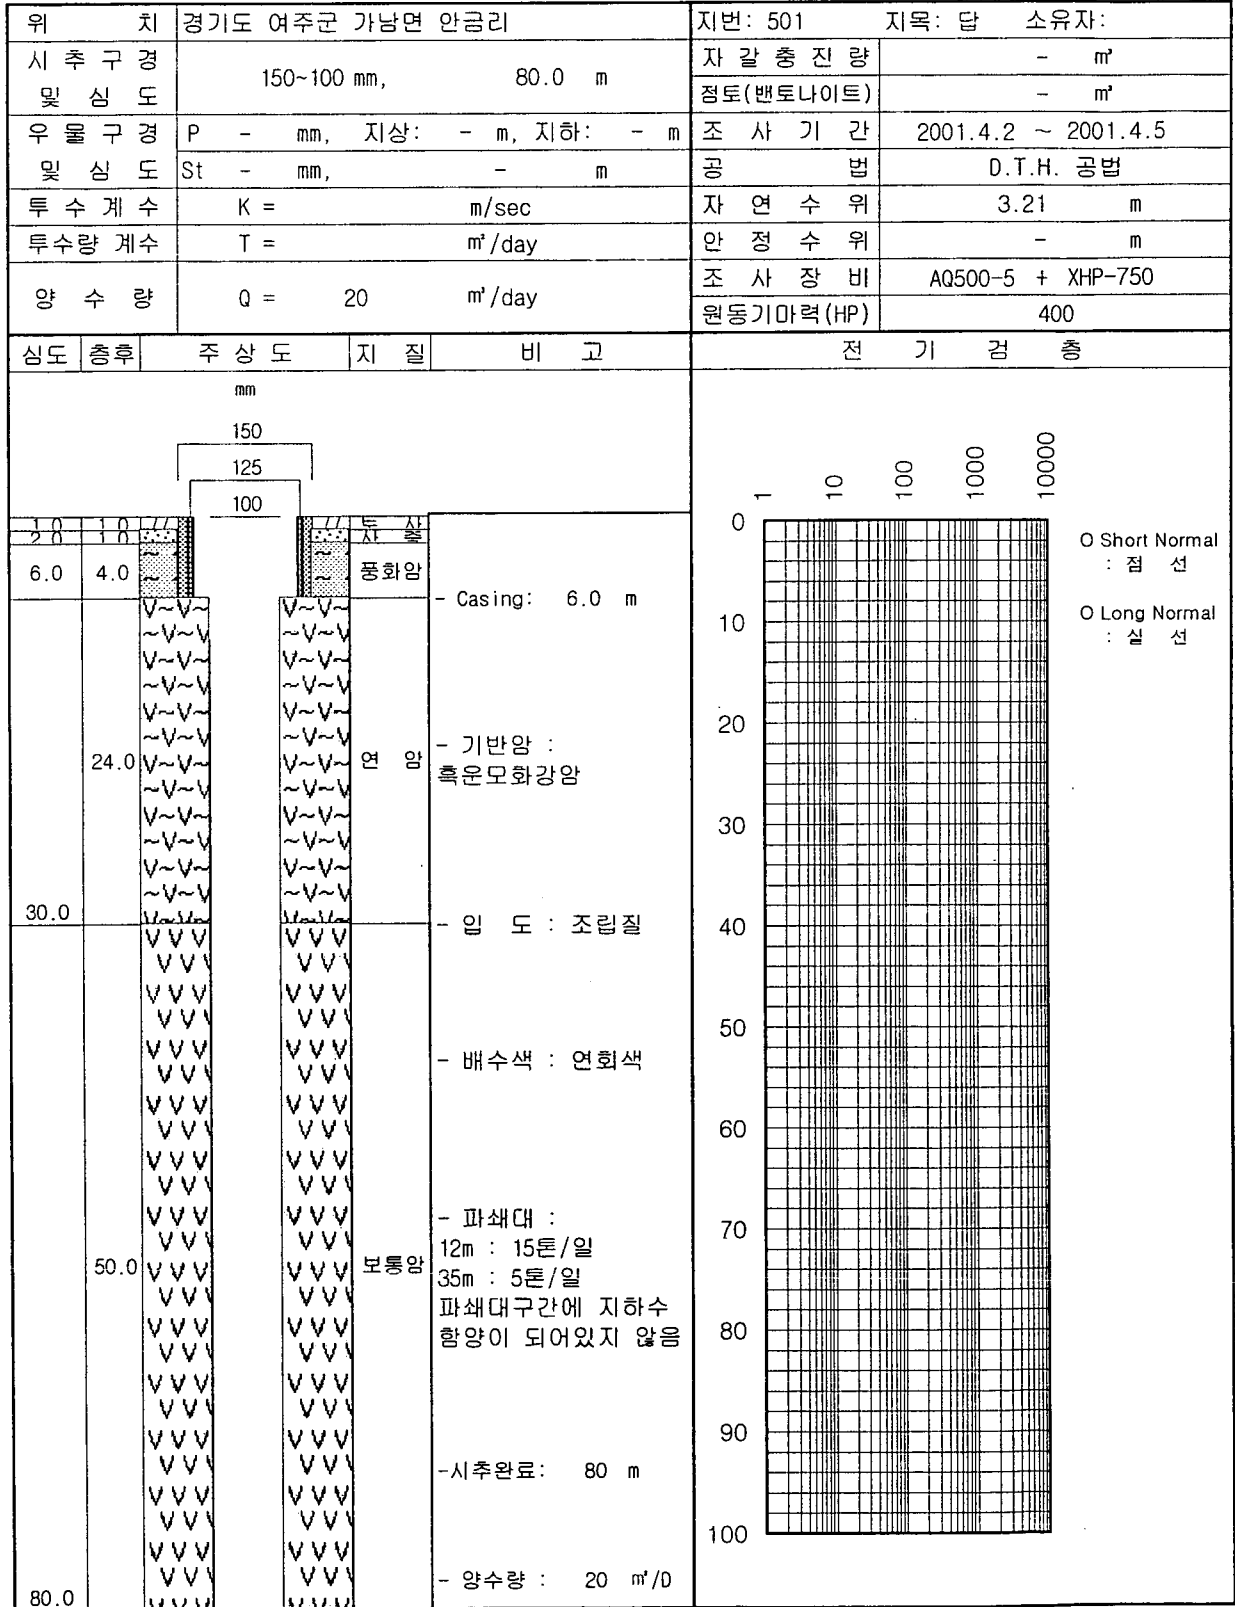 위 치 경기도 여주군 가남면 안금리 지번: 501 지목: 답 소유자:
시추구경 및 심도 150~100 mm, 80.0 m 자갈충진량 - ㎥
점토(밴토나이트) - ㎥
우물구경 및 심도 P - mm, 지상: - m, 지하: - m 조사기간 2001.4.2 ~ 2001.4.5
St - mm, - m 공법 D.T.H. 공법
투수계수 K = m/sec 자연수위 3.21 m
투수량 계수 T = ㎡/day 안정수위 - m
양수량 Q = 20 ㎥/day 조사장비 AQ500-5 + XHP-750
원동기마력(HP) 400
심도 층후 주상도 지질 비고 전기검층
mm
150
125
100
1.0 1.0 토사
2.0 1.0
6.0 4.0 풍화암
- Casing: 6.0 m
24.0 연 암
- 기반암 :
흑운모화강암
30.0
- 입 도 : 조립질
- 배수색 : 연회색
50.0 보통암
- 파쇄대 :
12m : 15톤/일
35m : 5톤/일
파쇄대구간에 지하수
함양이 되어있지 않음
-시추완료: 80 m
- 양수량 : 20 ㎥/D
80.0
1 10 100 1000 10000
0
10
20
30
40
50
60
70
80
90
100
O Short Normal
: 점 선
O Long Normal
: 실 선